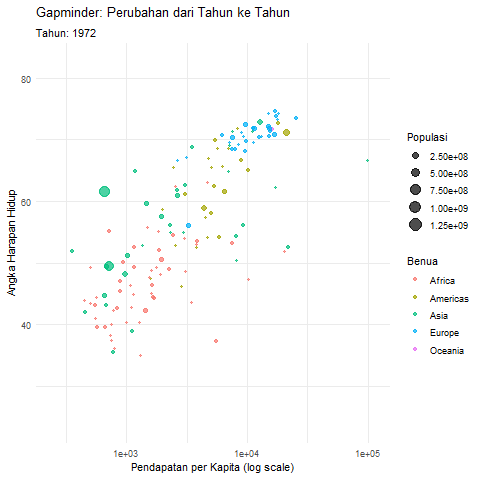 Gapminder: Perubahan dari Tahun ke Tahun
Tahun: 1972
80
60
40
Angka Harapan Hidup
1e+03
1e+04
1e+05
Pendapatan per Kapita (log scale)
Populasi
2.50e+08
5.00e+08
7.50e+08
1.00e+09
1.25e+09
Benua
Africa
Americas
Asia
Europe
Oceania